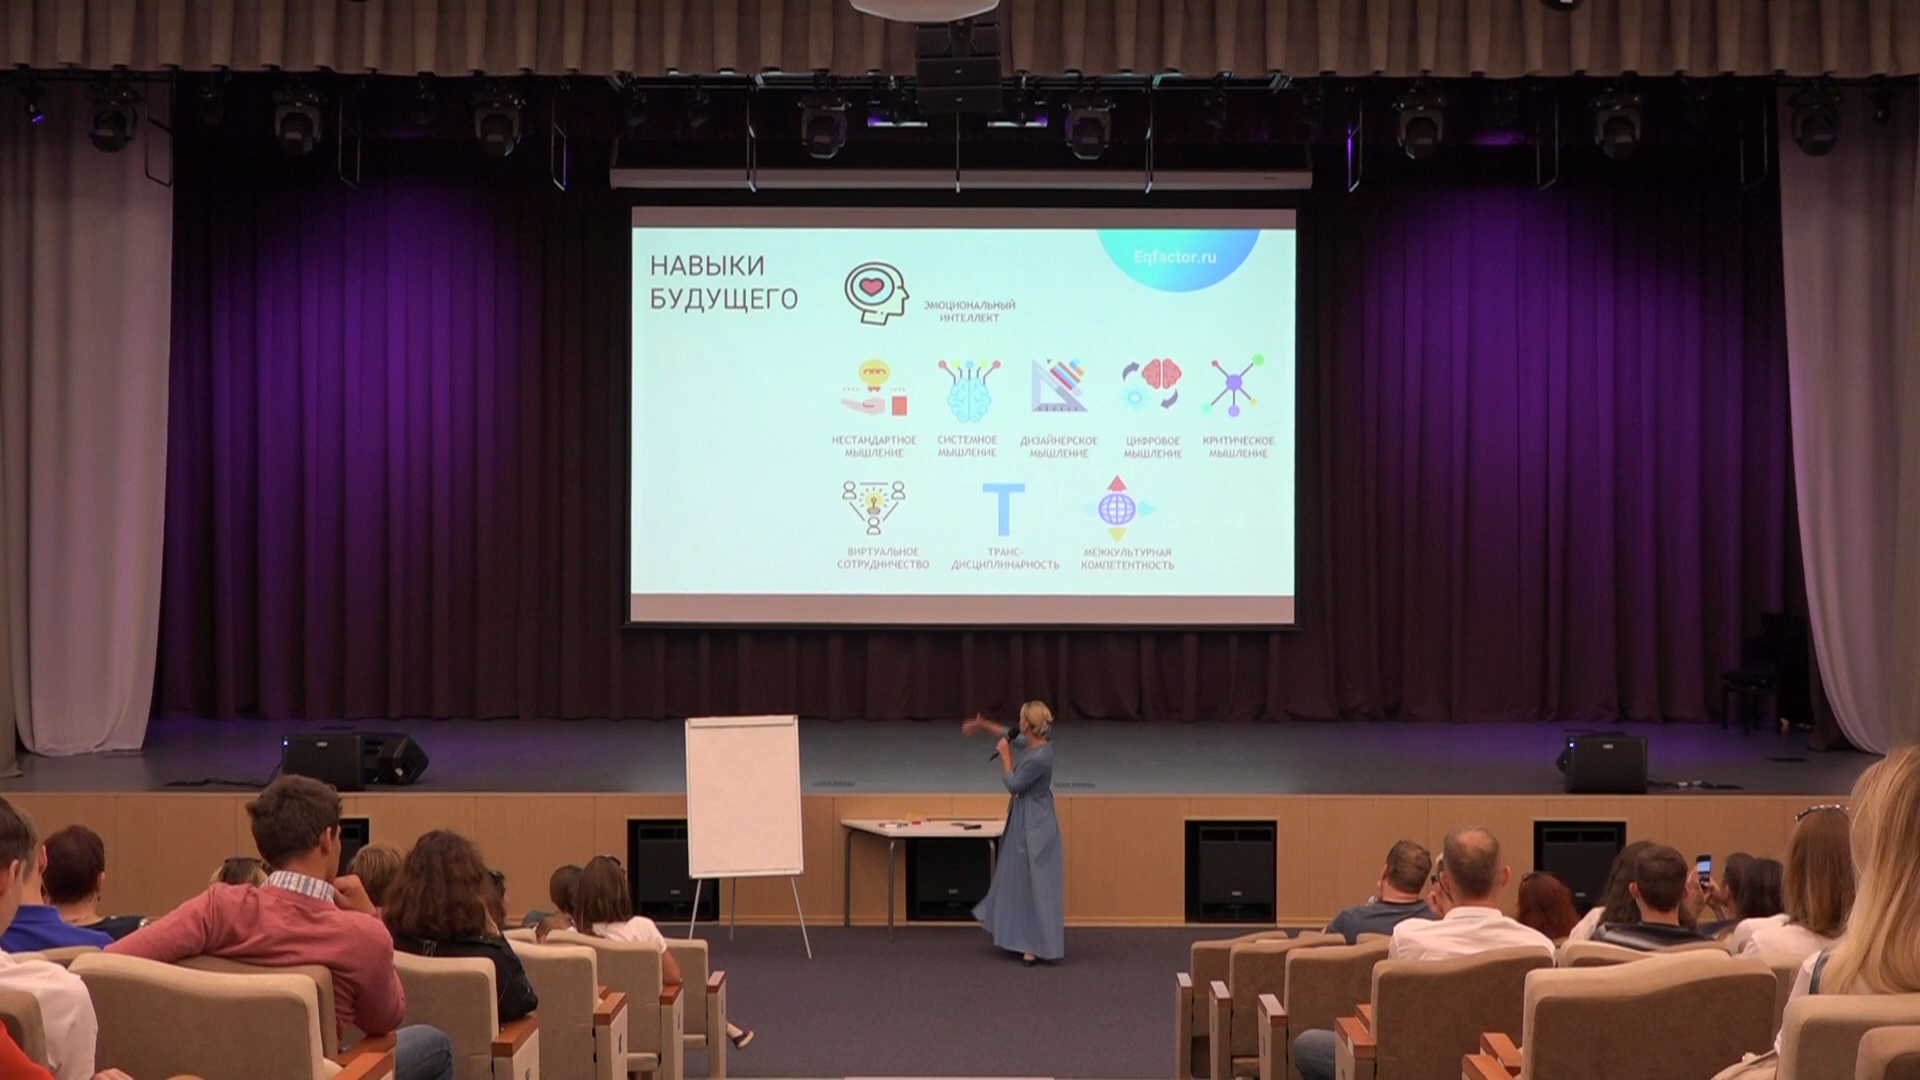 НАВЫКИ
БУДУЩЕГО
Eqfactor.ru
ЭМОЦИОНАЛЬНЫЙ
ИНТЕЛЛЕКТ
НЕСТАНДАРТНОЕ
МЫШЛЕНИЕ
СИСТЕМНОЕ
МЫШЛЕНИЕ
ДИЗАЙНЕРСКОЕ
МЫШЛЕНИЕ
ЦИФРОВОЕ
МЫШЛЕНИЕ
КРИТИЧЕСКОЕ
МЫШЛЕНИЕ
T
ВИРТУАЛЬНОЕ
СОТРУДНИЧЕСТВО
ТРАНС-
ДИСЦИПЛИНАРНОСТЬ
МЕЖКУЛЬТУРНАЯ
КОМПЕТЕНТНОСТЬ